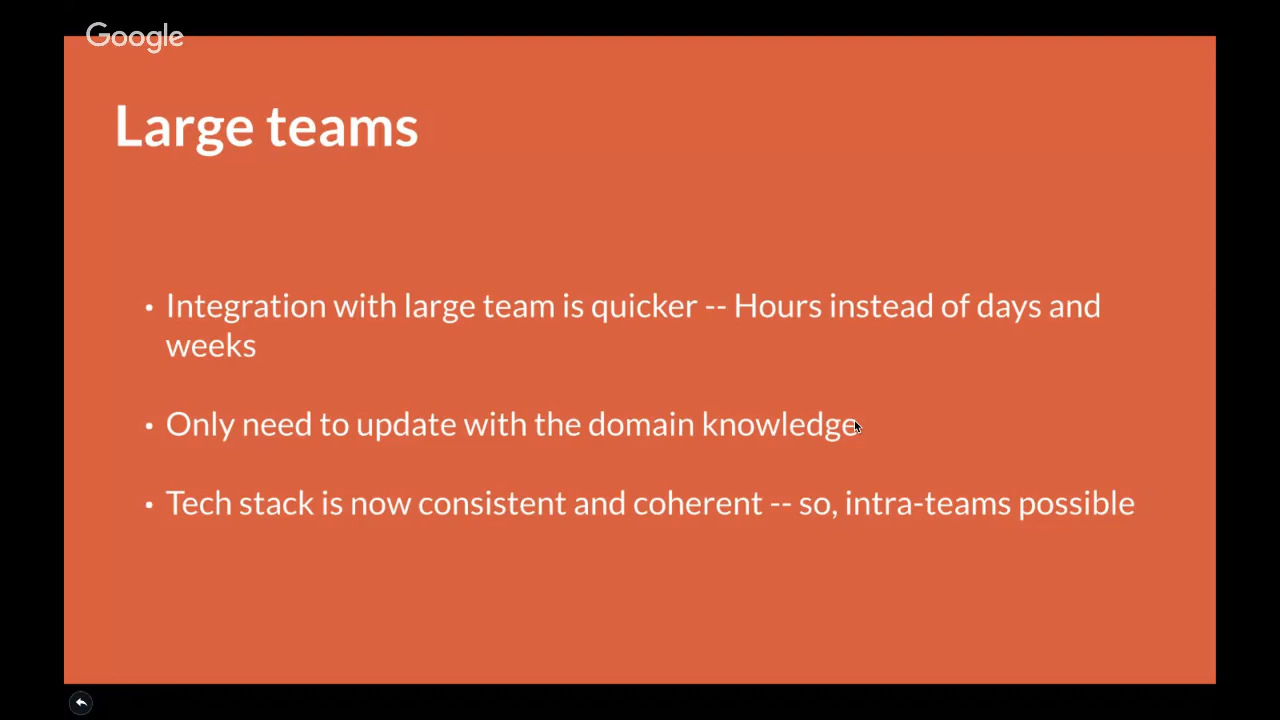 Google
Large teams
• Integration with large team is quicker -- Hours instead of days and
weeks
• Only need to update with the domain knowledge
• Tech stack is now consistent and coherent -- so, intra-teams possible